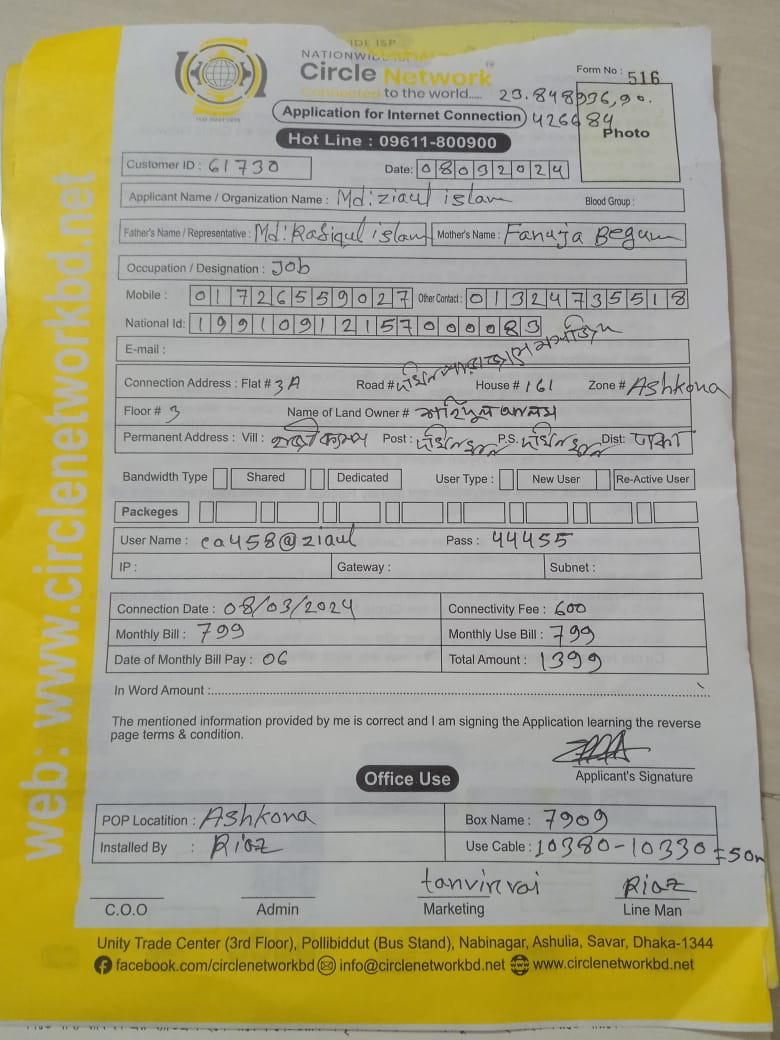 NATIONWIDE ISP
Circle Network
Connected to the world.....
Form No : 516
23.848936,90.
426684
Application for Internet Connection
Photo
Hot Line : 09611-800900
Customer ID : 61730 Date: 08032024
Applicant Name / Organization Name : Md:ziaul islam Blood Group :
Father's Name / Representative : Md:Rafiqul islam Mother's Name : Begum
Occupation / Designation : Job
Mobile : 01726559027 Other Contact : 01324735518
National Id: 19910912157000083
E-mail :
Connection Address : Flat # 3A Road # House # 161 Zone # Ashkona
Floor # 3 Name of Land Owner #
Permanent Address : Vill : Post : P.S. Dist: ঢাকা
Bandwidth Type Shared Dedicated User Type : New User Re-Active User
Packeges
User Name : ca458@ziaul Pass : 44455
IP : Gateway : Subnet :
Connection Date : 08/03/2024 Connectivity Fee : 600
Monthly Bill : 799 Monthly Use Bill : 799
Date of Monthly Bill Pay : 06 Total Amount : 1399
In Word Amount :
The mentioned information provided by me is correct and I am signing the Application learning the reverse
page terms & condition.
Applicant's Signature
Office Use
POP Locatition : Ashkona Box Name : 7909
Installed By : Riaz Use Cable : 10380-10330=50m
tanvir vai Riaz
C.O.O Admin Marketing Line Man
Unity Trade Center (3rd Floor), Pollibiddut (Bus Stand), Nabinagar, Ashulia, Savar, Dhaka-1344
facebook.com/circlenetworkbd info@circlenetworkbd.net www.circlenetworkbd.net
web: www.circlenetworkbd.net